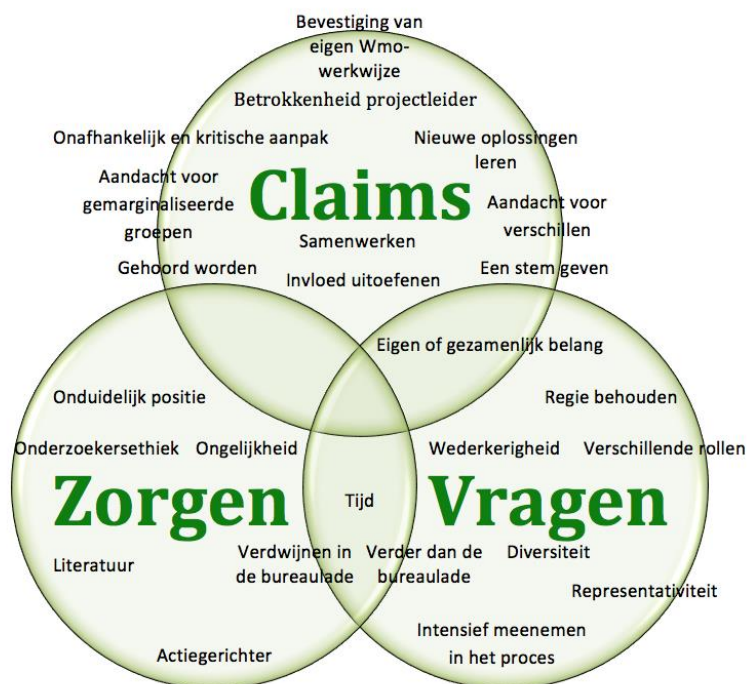 Bevestiging van
eigen Wmo-
werkwijze
Betrokkenheid projectleider
Onafhankelijk en kritische aanpak
Nieuwe oplossingen
leren
Aandacht voor
gemarginaliseerde
groepen
Claims
Aandacht voor
verschillen
Samenwerken
Gehoord worden
Invloed uitoefenen
Een stem geven
Eigen of gezamenlijk belang
Onduidelijk positie
Regie behouden
Onderzoekersethiek
Ongelijkheid
Wederkerigheid
Verschillende rollen
Zorgen
Tijd
Vragen
Literatuur
Verdwijnen in
de bureaulade
Verder dan de
bureaulade
Diversiteit
Representativiteit
Intensief meenemen
in het proces
Actiegerichter